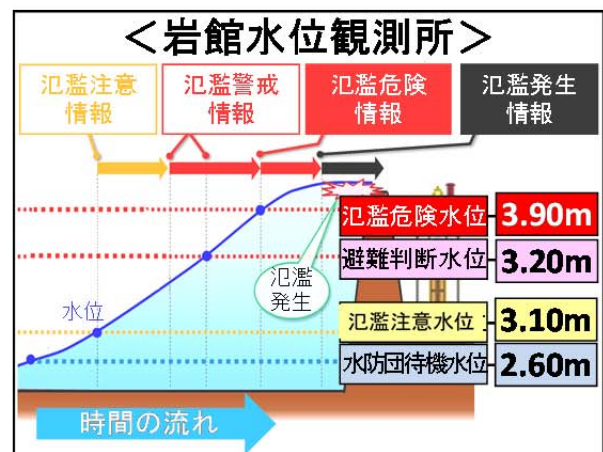 ＜岩館水位観測所＞
氾濫注意
情報
氾濫警戒
情報
氾濫危険
情報
氾濫発生
情報
氾濫危険水位 3.90m
避難判断水位 3.20m
氾濫
発生
水位
氾濫注意水位 3.10m
水防団待機水位 2.60m
時間の流れ